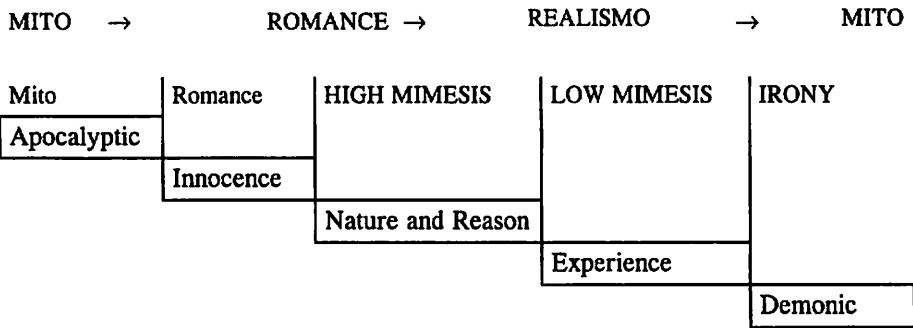 MITO → ROMANCE → REALISMO → MITO
Mito Romance HIGH MIMESIS LOW MIMESIS IRONY
Apocalyptic
Innocence
Nature and Reason
Experience
Demonic